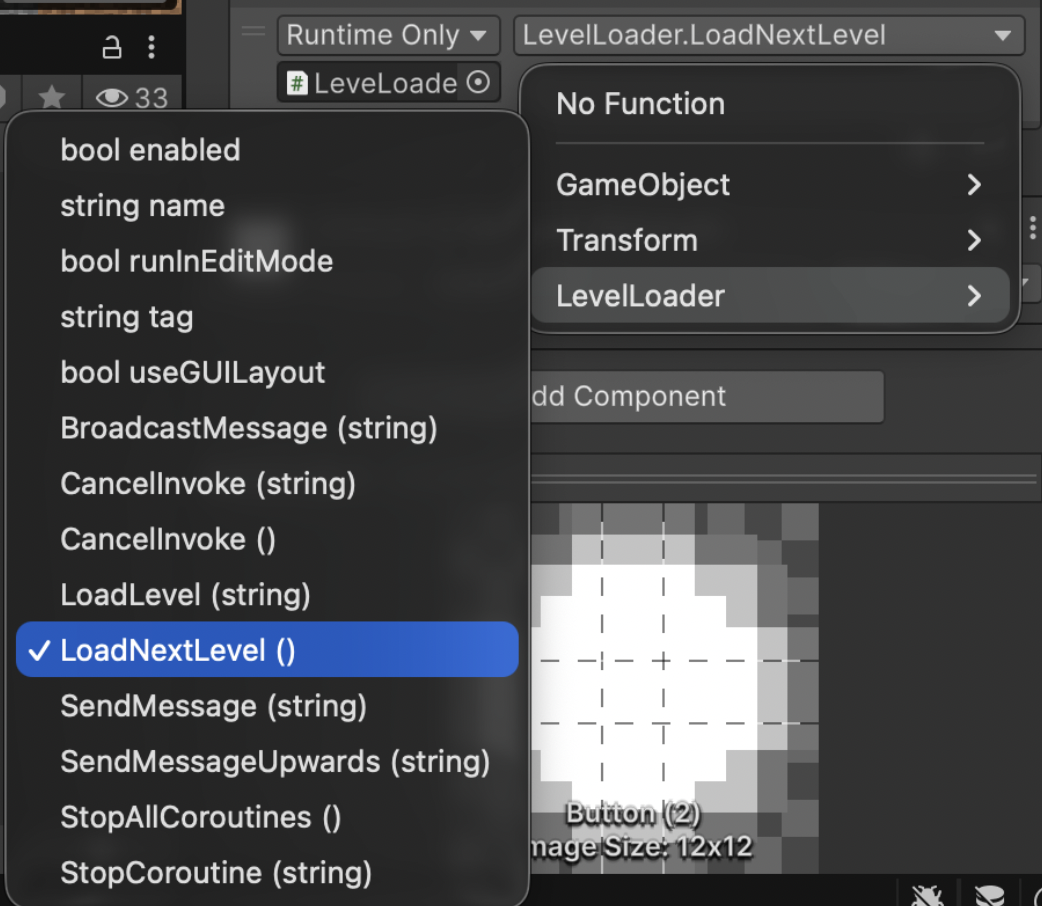 Runtime Only
LevelLoader.LoadNextLevel
# LeveLoade
33
No Function
GameObject
Transform
LevelLoader
bool enabled
string name
bool runInEditMode
string tag
bool useGUILayout
BroadcastMessage (string)
CancelInvoke (string)
CancelInvoke ()
LoadLevel (string)
LoadNextLevel ()
SendMessage (string)
SendMessageUpwards (string)
StopAllCoroutines ()
StopCoroutine (string)
dd Component
Button (2)
mage Size: 12x12